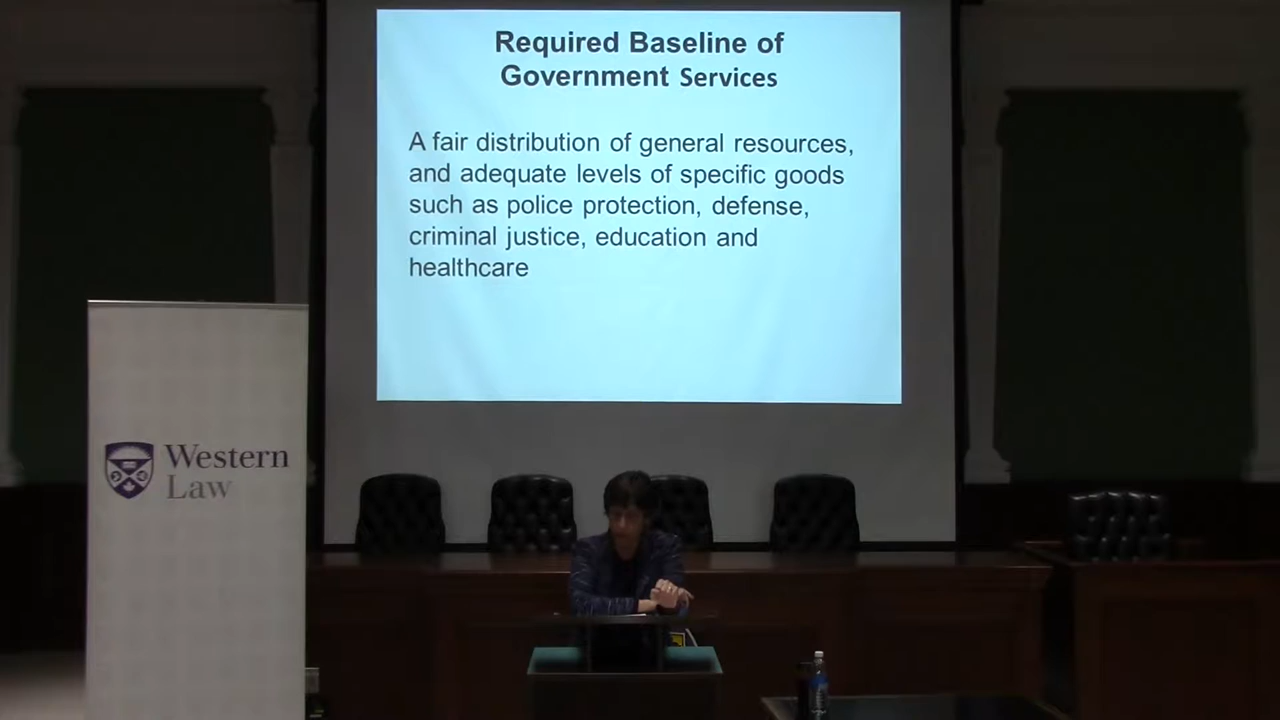 Required Baseline of
Government Services
A fair distribution of general resources,
and adequate levels of specific goods
such as police protection, defense,
criminal justice, education and
healthcare
Western
Law